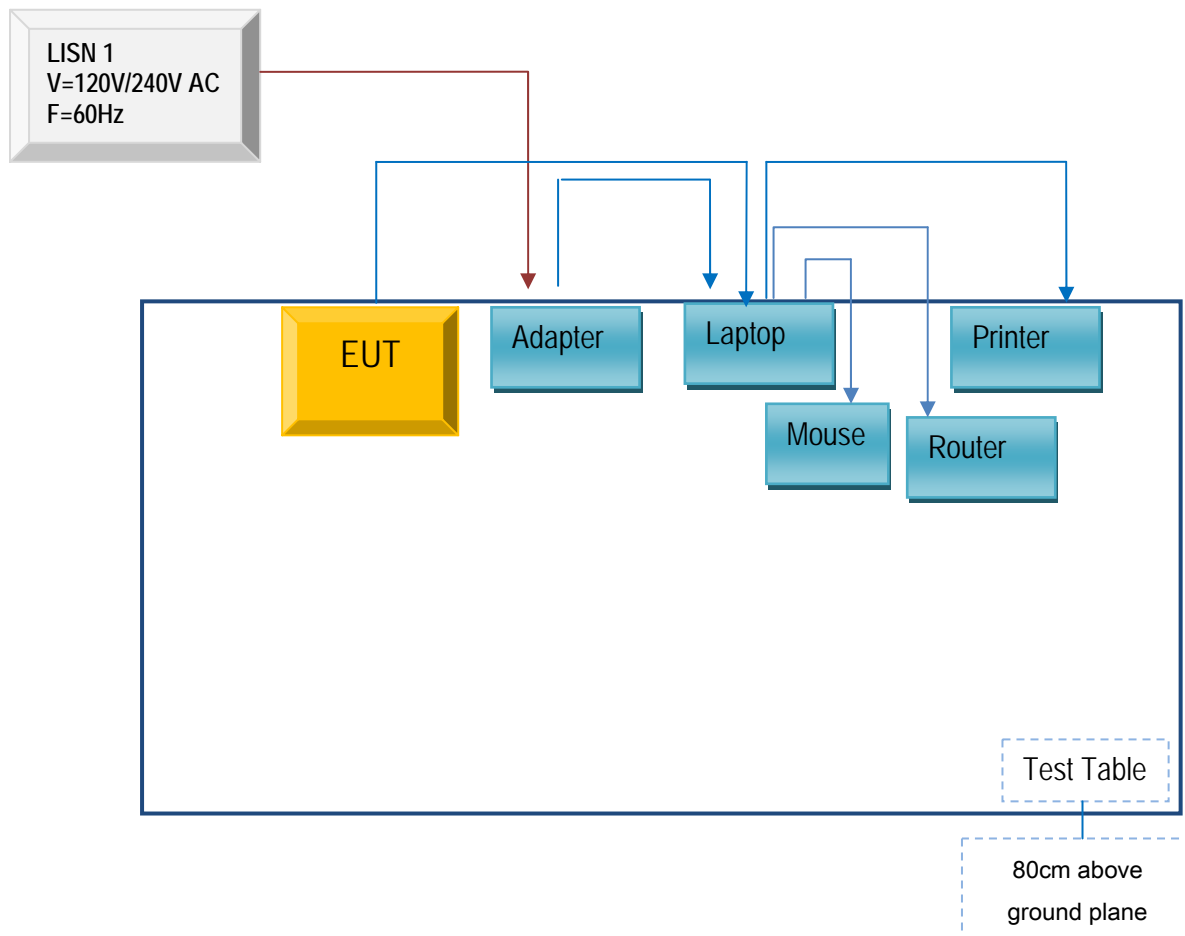 LISN 1
V=120V/240V AC
F=60Hz
EUT
Adapter
Laptop
Printer
Mouse
Router
Test Table
80cm above
ground plane